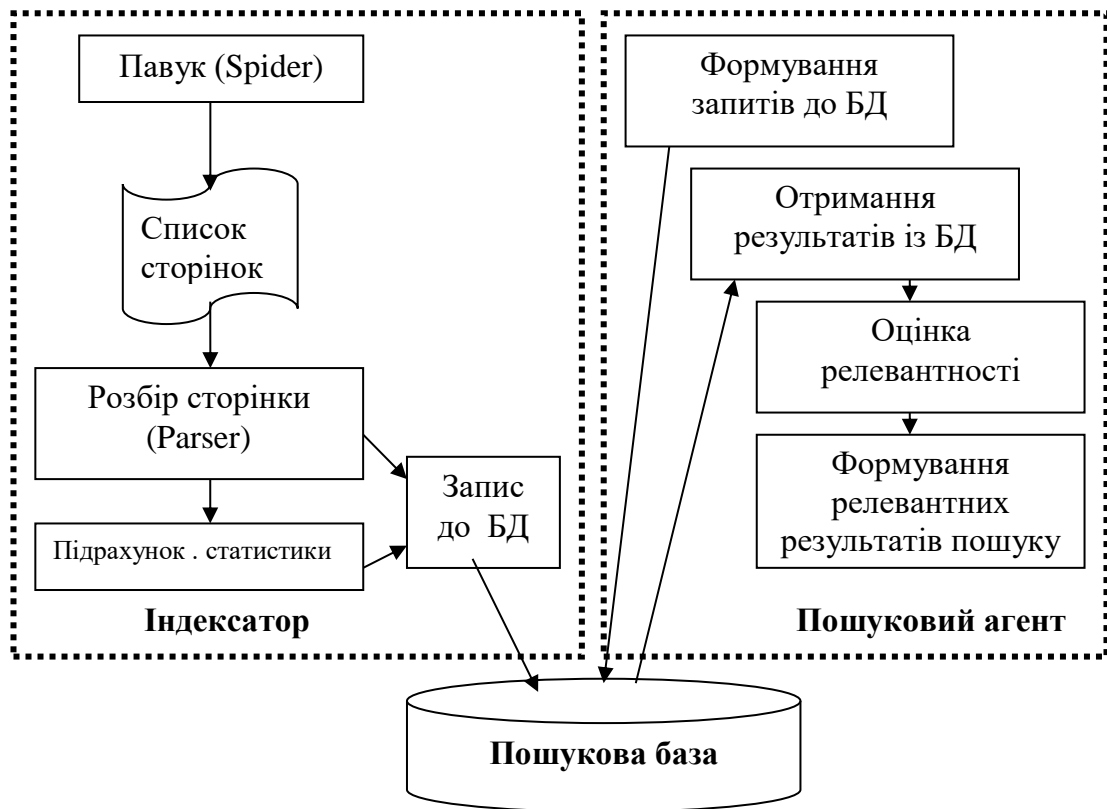 Павук (Spider)
Список
сторінок
Розбір сторінки
(Parser)
Підрахунок . статистики
Запис
до БД
Індексатор
Формування
запитів до БД
Отримання
результатів із БД
Оцінка
релевантності
Формування
релевантних
результатів пошуку
Пошуковий агент
Пошукова база